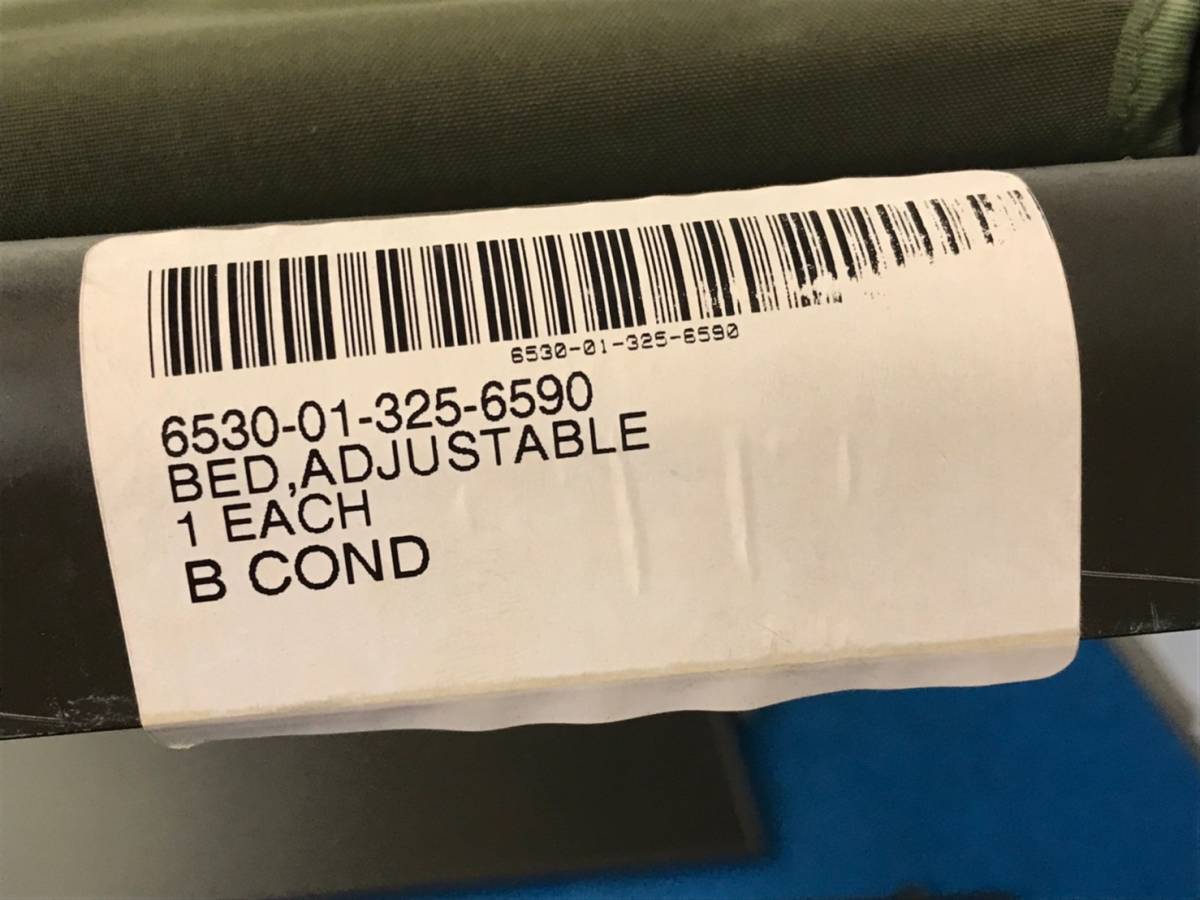 6530-01-325-6590
6530-01-325-6590
BED,ADJUSTABLE
1 EACH
B COND